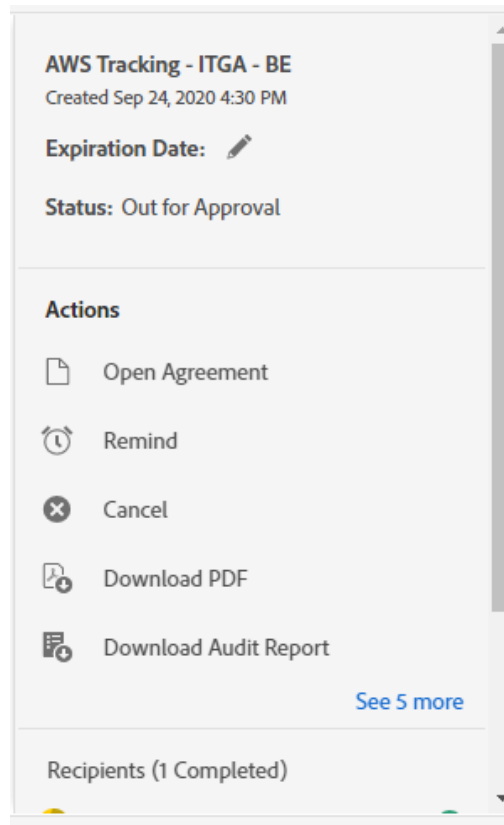 AWS Tracking - ITGA - BE
Created Sep 24, 2020 4:30 PM
Expiration Date:
Status: Out for Approval
Actions
Open Agreement
Remind
Cancel
Download PDF
Download Audit Report
See 5 more
Recipients (1 Completed)